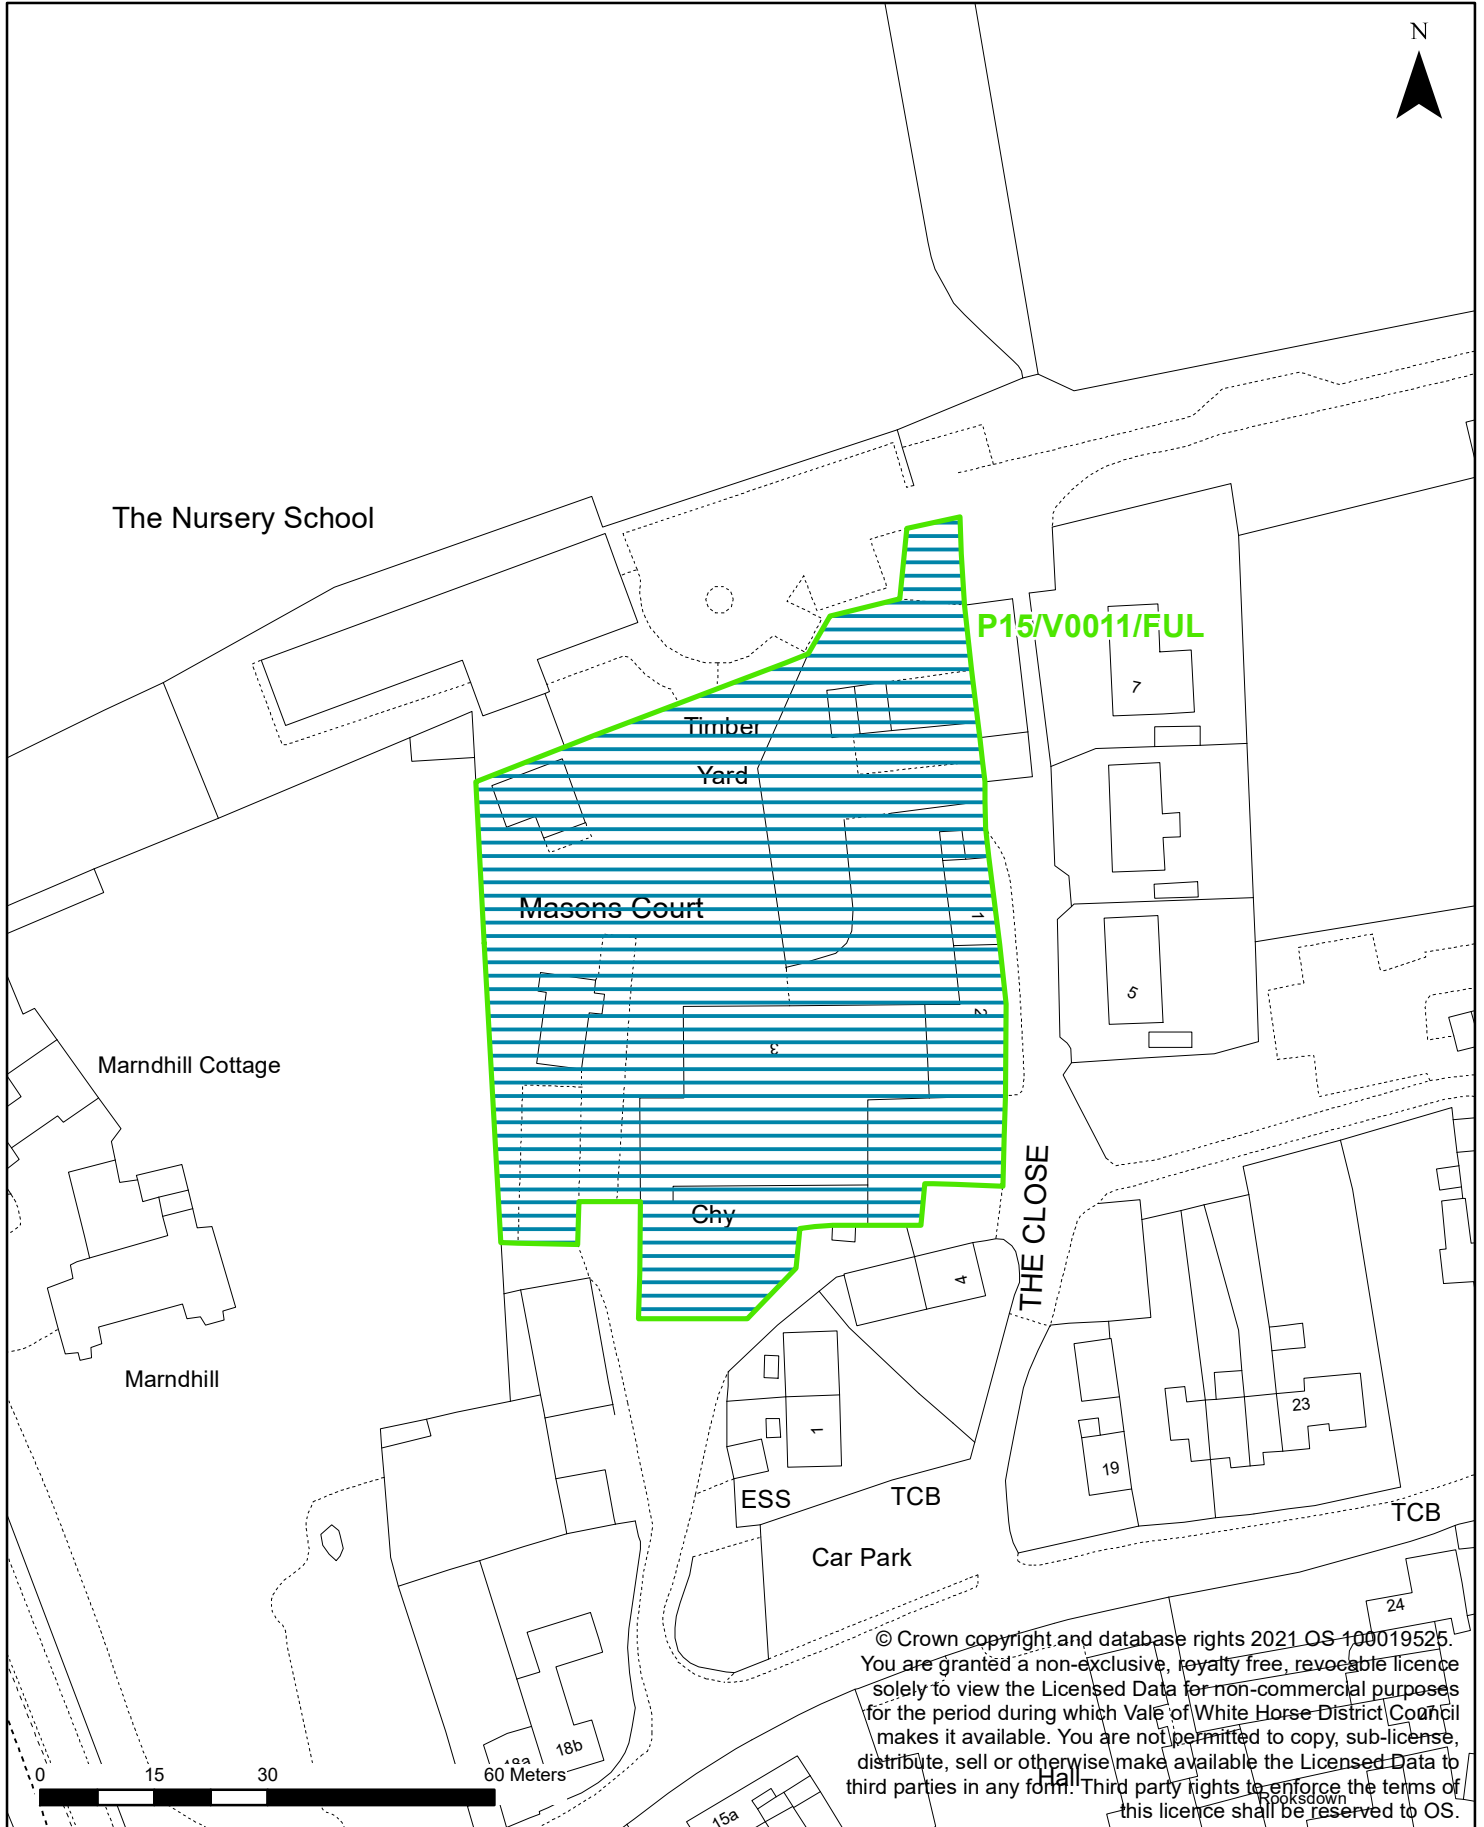 N
The Nursery School
P15/V0011/FUL
7
Timber
Yard
Masons Court
1
5
2
3
Marndhill Cottage
THE CLOSE
Chy
4
Marndhill
23
1
19
ESS
TCB
TCB
Car Park
24
© Crown copyright and database rights 2021 OS 100019525.
You are granted a non-exclusive, royalty free, revocable licence
solely to view the Licensed Data for non-commercial purposes
for the period during which Vale of White Horse District Council
makes it available. You are not permitted to copy, sub-license,
distribute, sell or otherwise make available the Licensed Data to
third parties in any form. Third party rights to enforce the terms of
this licence shall be reserved to OS.
27
18b
18a
Hall
Rooksdown
15a
0 15 30 60 Meters